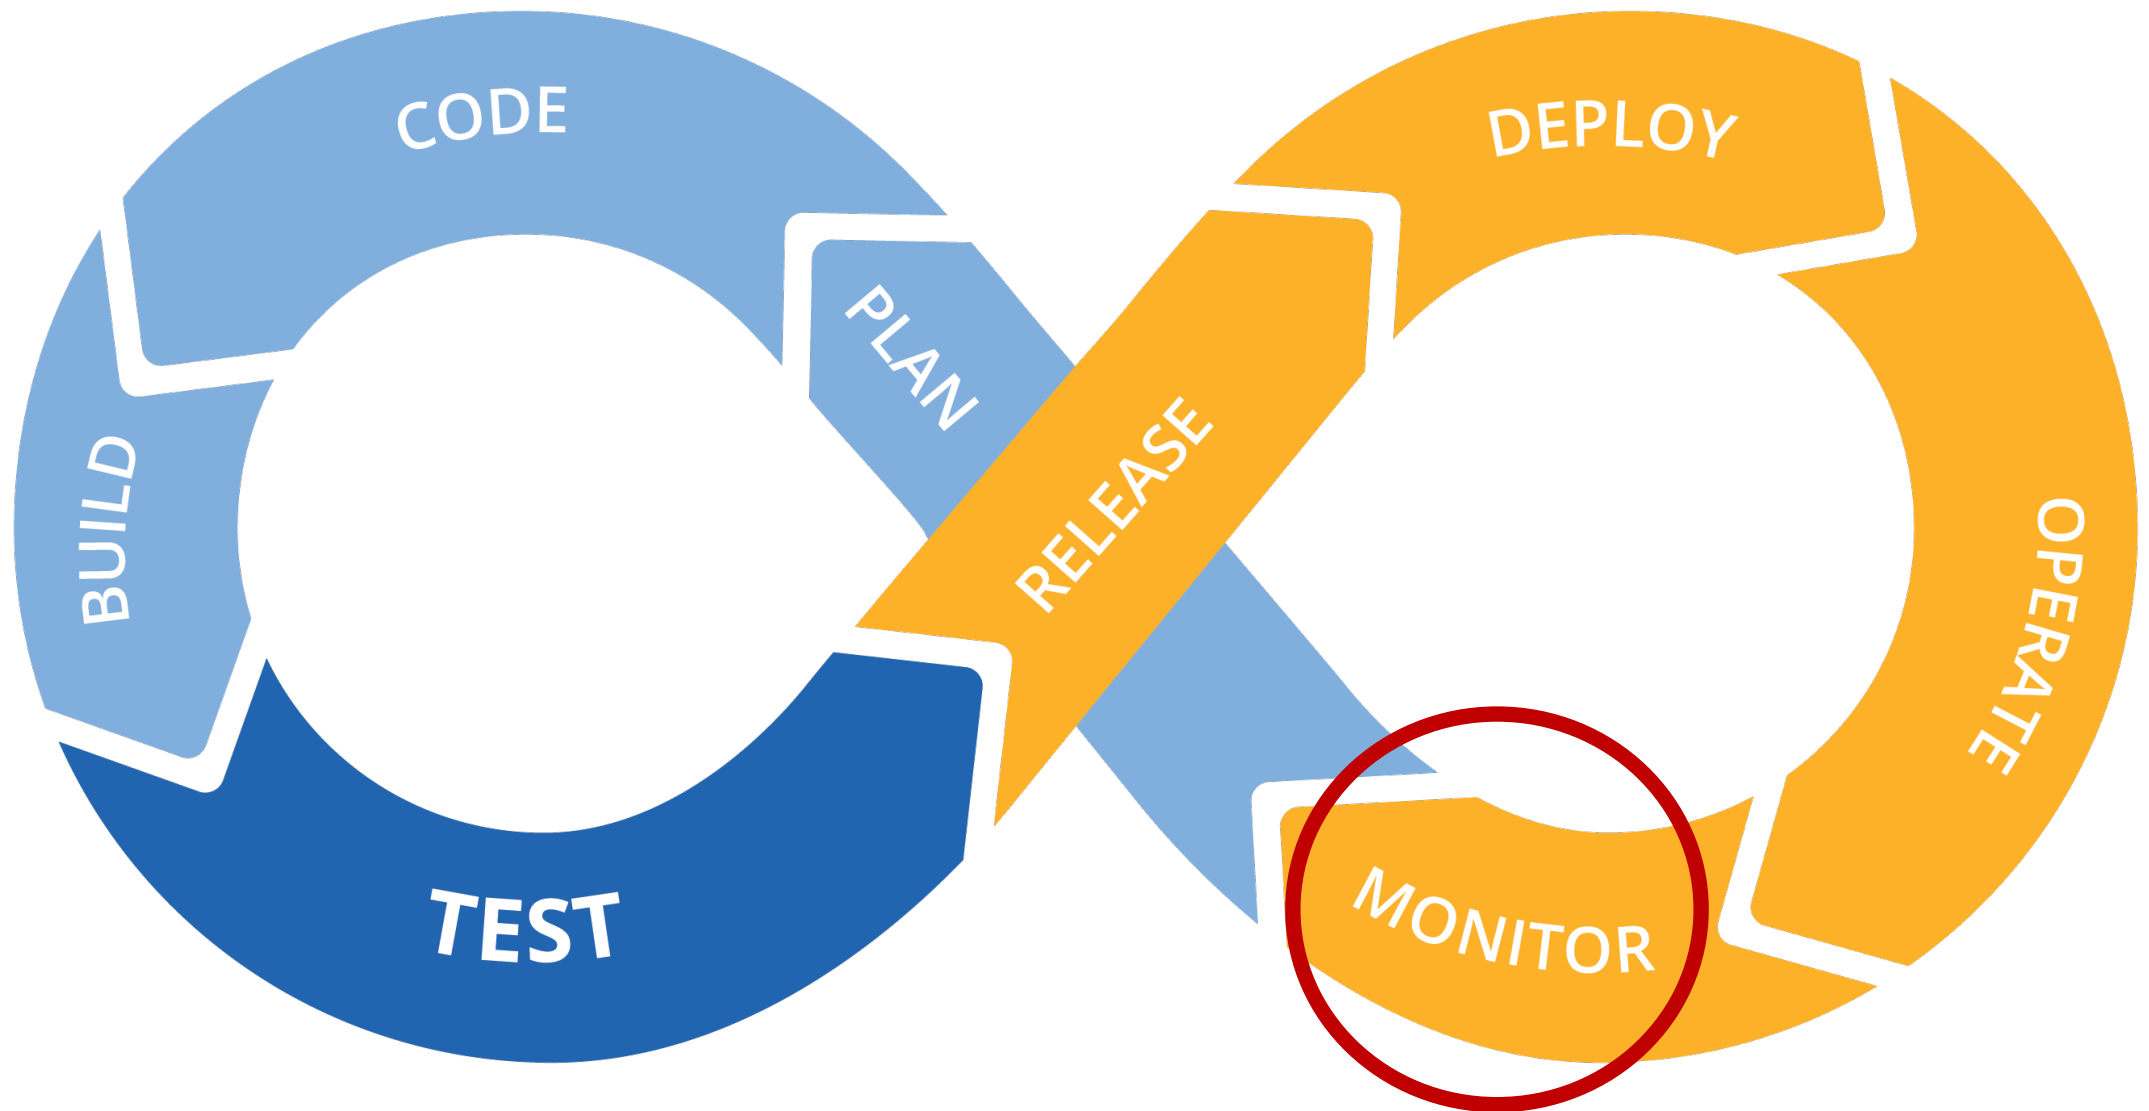 CODE
DEPLOY
PLAN
RELEASE
BUILD
OPERATE
TEST
MONITOR